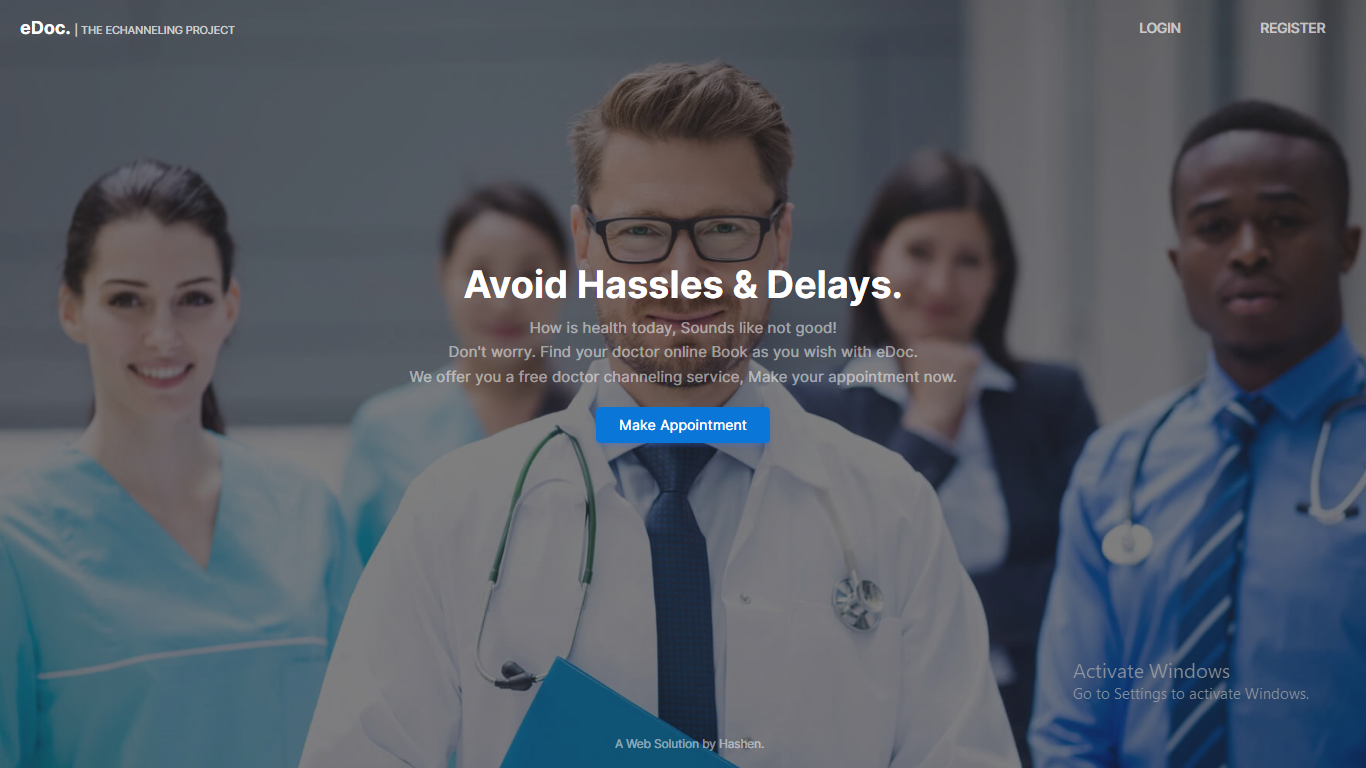 eDoc. | THE ECHANNELING PROJECT
LOGIN
REGISTER
Avoid Hassles & Delays.
How is health today, Sounds like not good!
Don't worry. Find your doctor online Book as you wish with eDoc.
We offer you a free doctor channeling service, Make your appointment now.
Make Appointment
Activate Windows
Go to Settings to activate Windows.
A Web Solution by Hashen.